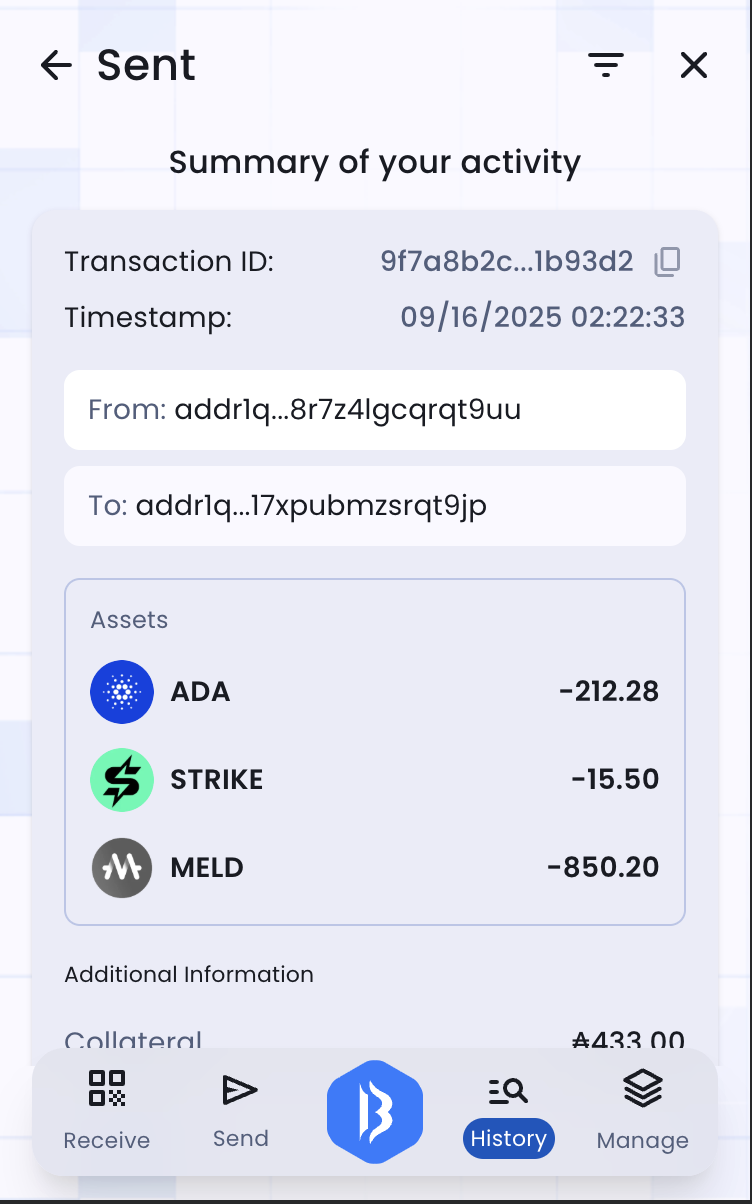 Sent
Summary of your activity
Transaction ID: 9f7a8b2c...1b93d2
Timestamp: 09/16/2025 02:22:33
From: addr1q...8r7z4lgcqrqt9uu
To: addr1q...17xpubmzsrqt9jp
Assets
ADA -212.28
STRIKE -15.50
MELD -850.20
Additional Information
Collateral ₳433.00
Receive Send History Manage